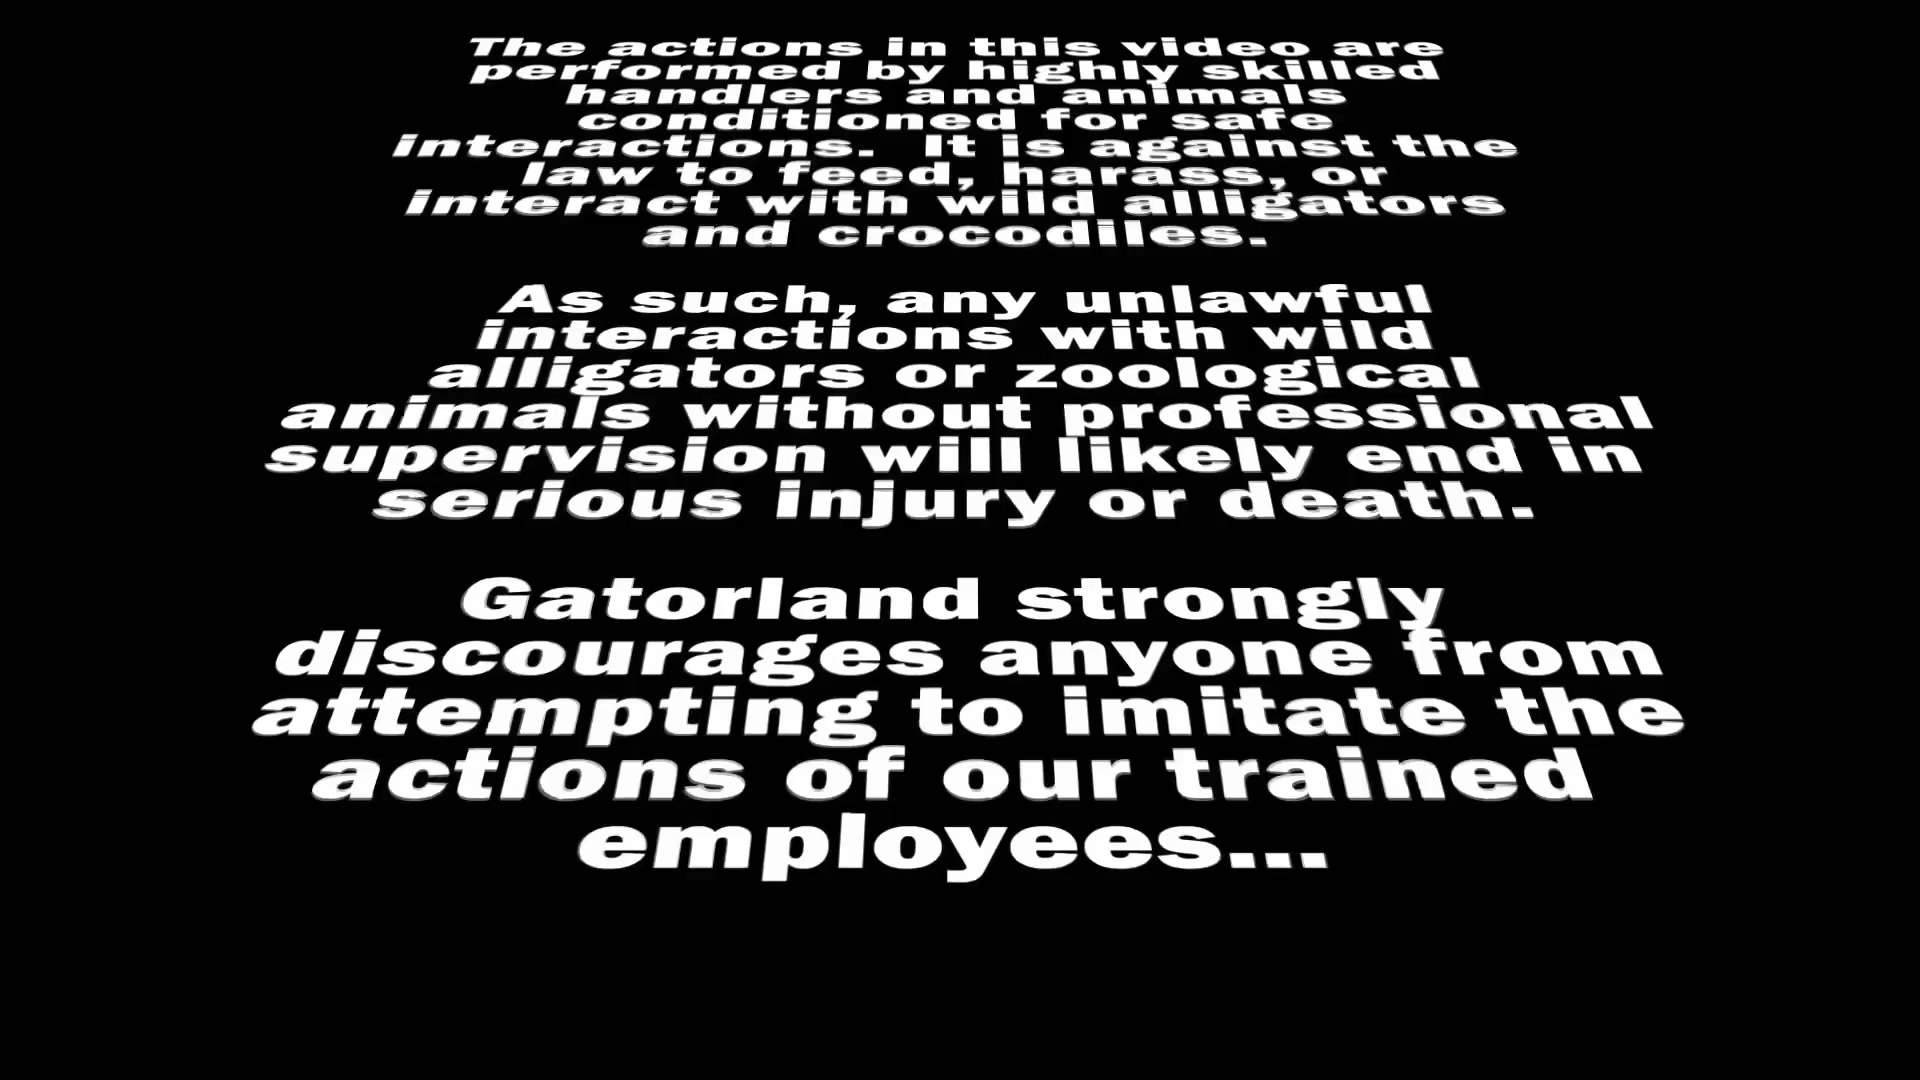 The actions in this video are
performed by highly skilled
handlers and animals
conditioned for safe
interactions.  It is against the
law to feed, harass, or
interact with wild alligators
and crocodiles.
As such, any unlawful
interactions with wild
alligators or zoological
animals without professional
supervision will likely end in
serious injury or death.
Gatorland strongly
discourages anyone from
attempting to imitate the
actions of our trained
employees...